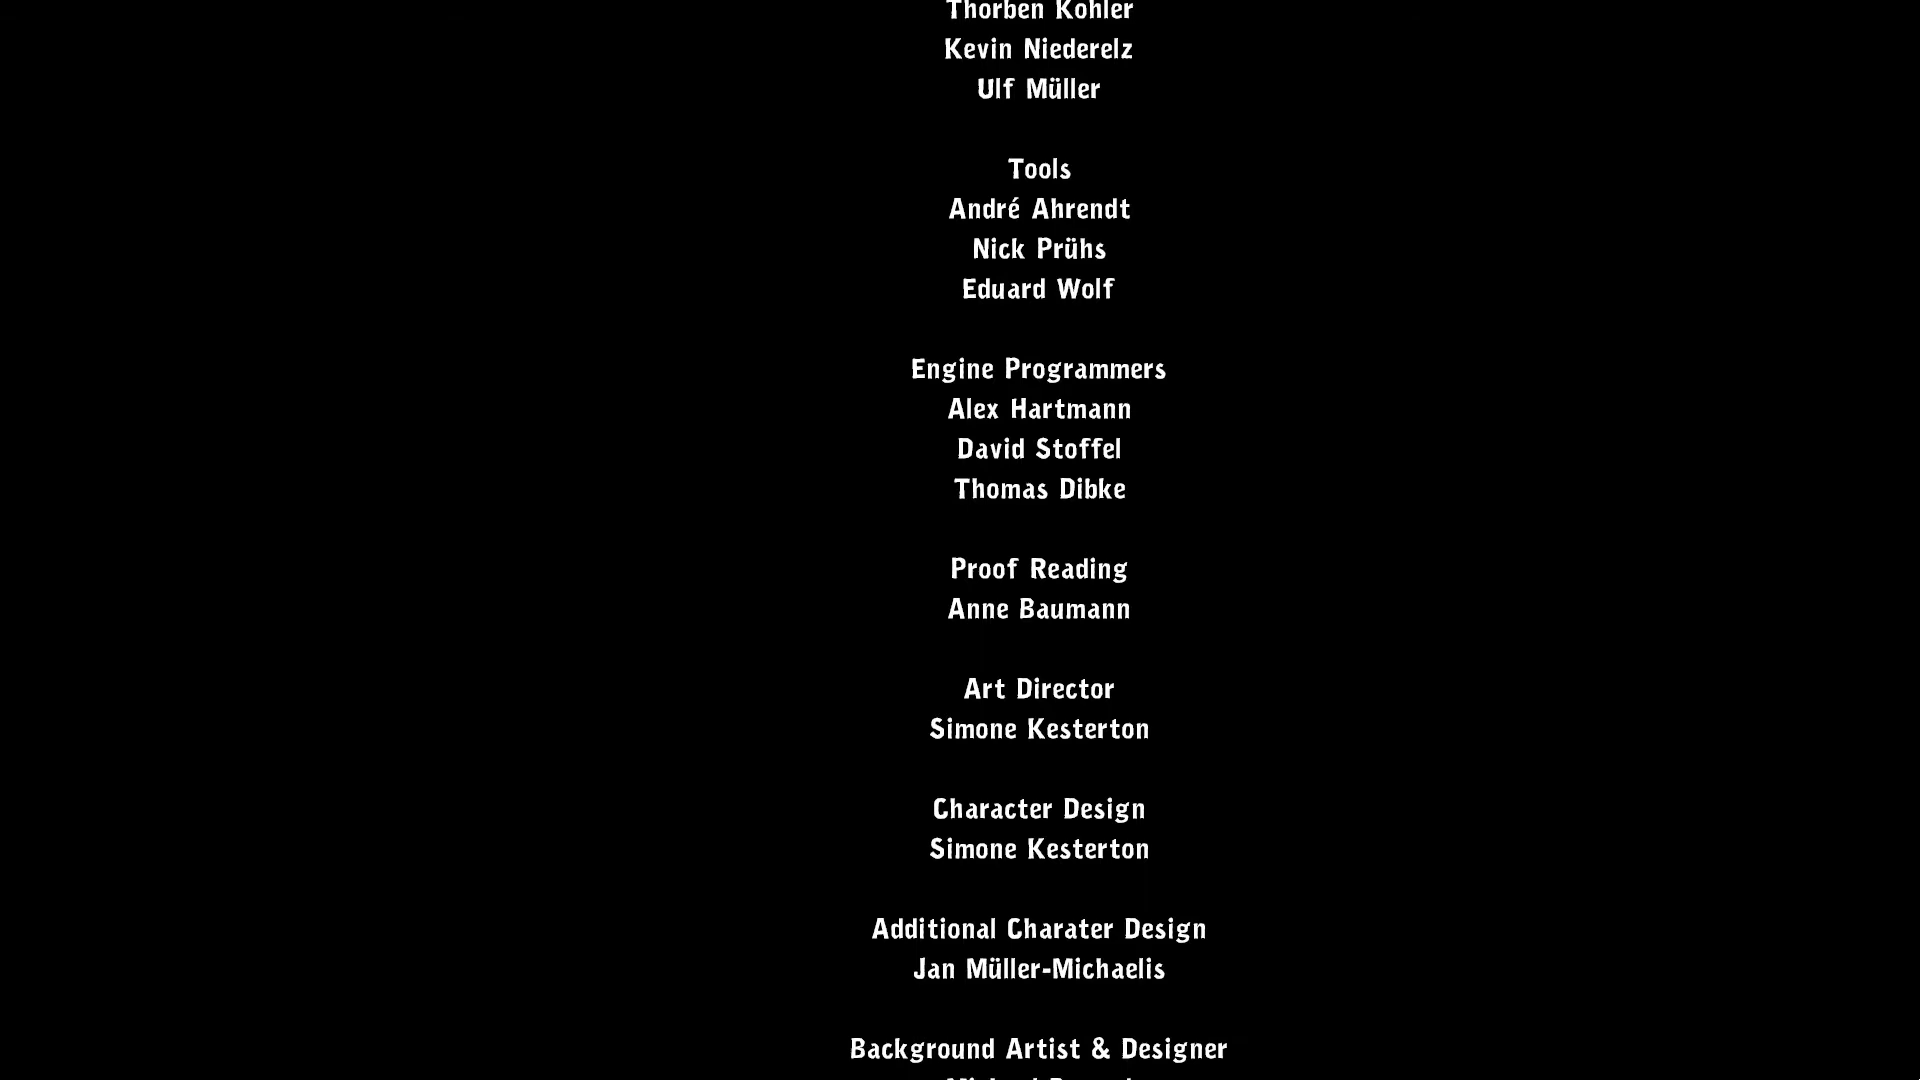 Thorben Köhler
Kevin Niederelz
Ulf Müller
Tools
André Ahrendt
Nick Prühs
Eduard Wolf
Engine Programmers
Alex Hartmann
David Stoffel
Thomas Dibke
Proof Reading
Anne Baumann
Art Director
Simone Kesterton
Character Design
Simone Kesterton
Additional Charater Design
Jan Müller-Michaelis
Background Artist & Designer